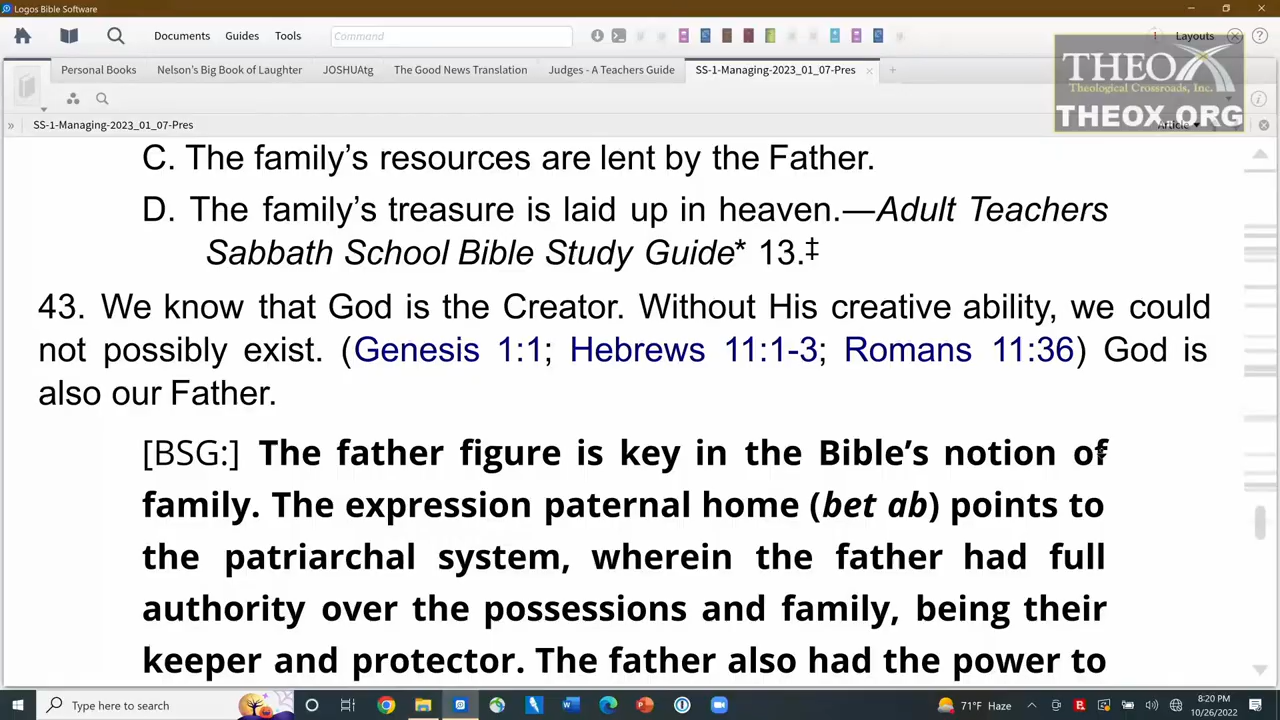 Logos Bible Software
Documents Guides Tools Command Layouts
THEOX
Theological Crossroads, Inc.
THEOX.ORG
Personal Books Nelson's Big Book of Laughter JOSHUAtg The Good News Translation Judges - A Teachers Guide SS-1-Managing-2023_01_07-Pres
SS-1-Managing-2023_01_07-Pres Article
C. The family's resources are lent by the Father.
D. The family's treasure is laid up in heaven.—Adult Teachers
Sabbath School Bible Study Guide* 13.‡
43. We know that God is the Creator. Without His creative ability, we could
not possibly exist. (Genesis 1:1; Hebrews 11:1-3; Romans 11:36) God is
also our Father.
[BSG:] The father figure is key in the Bible's notion of
family. The expression paternal home (bet ab) points to
the patriarchal system, wherein the father had full
authority over the possessions and family, being their
keeper and protector. The father also had the power to
Type here to search
71°F Haze
8:20 PM
10/26/2022